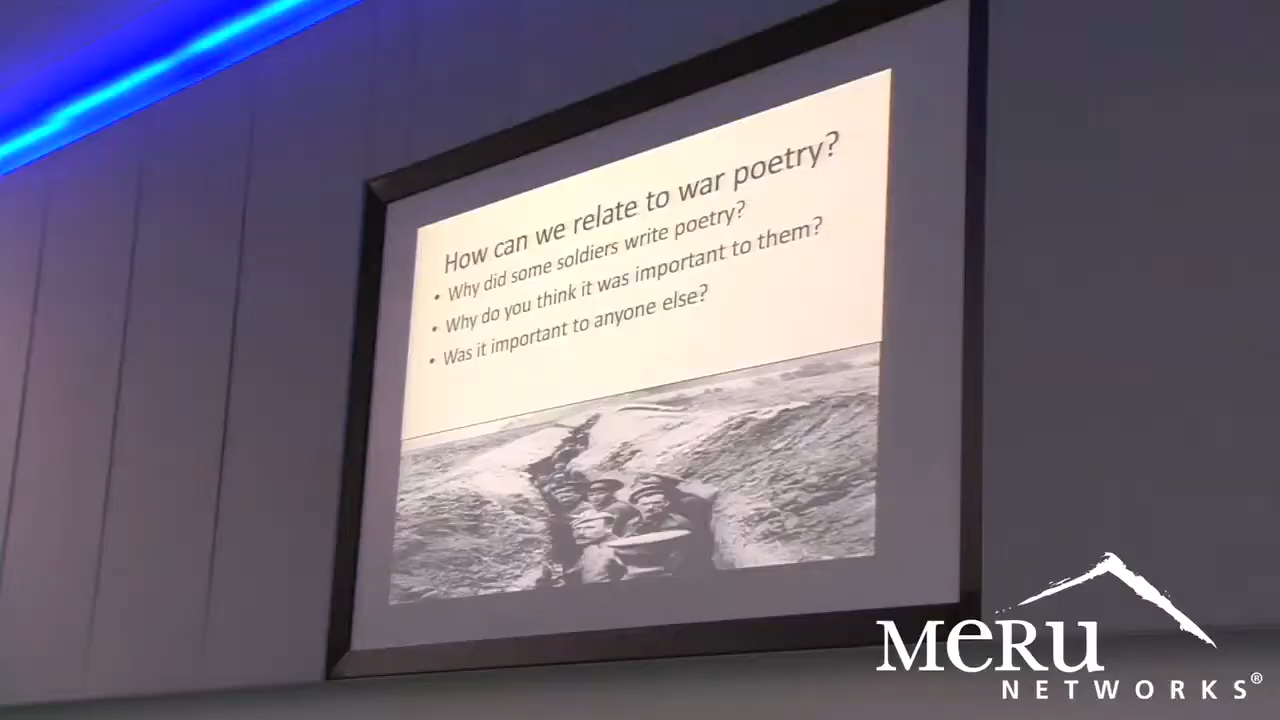 How can we relate to war poetry?
• Why did some soldiers write poetry?
• Why do you think it was important to them?
• Was it important to anyone else?
MeRU
NETWORKS®